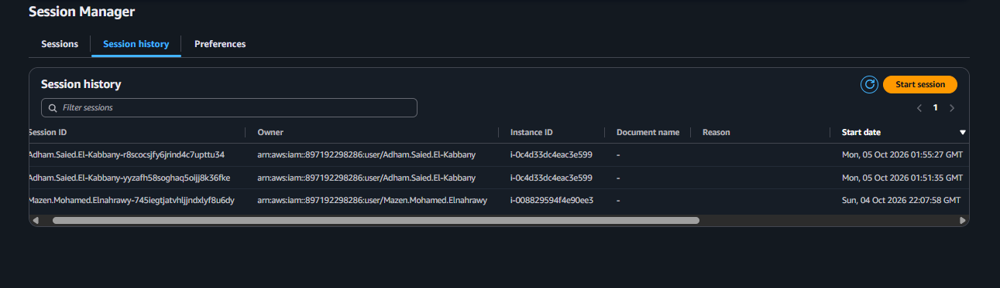 Session Manager
Sessions Session history Preferences
Session history
Start session
Filter sessions
1
Session ID Owner Instance ID Document name Reason Start date
Adham.Saied.El-Kabbany-r8scocsjfy6jrind4c7upttu34 arn:aws:iam::897192298286:user/Adham.Saied.El-Kabbany i-0c4d33dc4eac3e599 - Mon, 05 Oct 2026 01:55:27 GMT
Adham.Saied.El-Kabbany-yyzafh58soghaq5oijj8k36fke arn:aws:iam::897192298286:user/Adham.Saied.El-Kabbany i-0c4d33dc4eac3e599 - Mon, 05 Oct 2026 01:51:35 GMT
Mazen.Mohamed.Elnahrawy-745iegtjatvhljjndxlyf8u6dy arn:aws:iam::897192298286:user/Mazen.Mohamed.Elnahrawy i-008829594f4e90ee3 - Sun, 04 Oct 2026 22:07:58 GMT